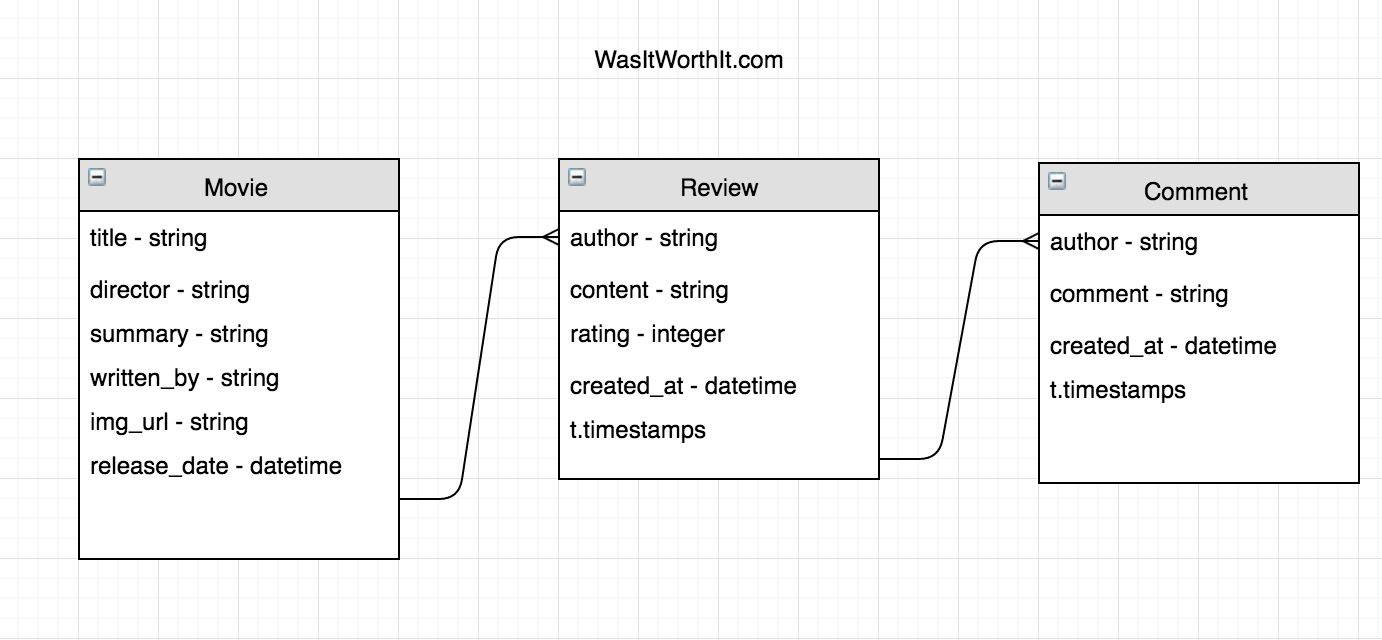 WasItWorthIt.com
Movie
title - string
director - string
summary - string
written_by - string
img_url - string
release_date - datetime
Review
author - string
content - string
rating - integer
created_at - datetime
t.timestamps
Comment
author - string
comment - string
created_at - datetime
t.timestamps